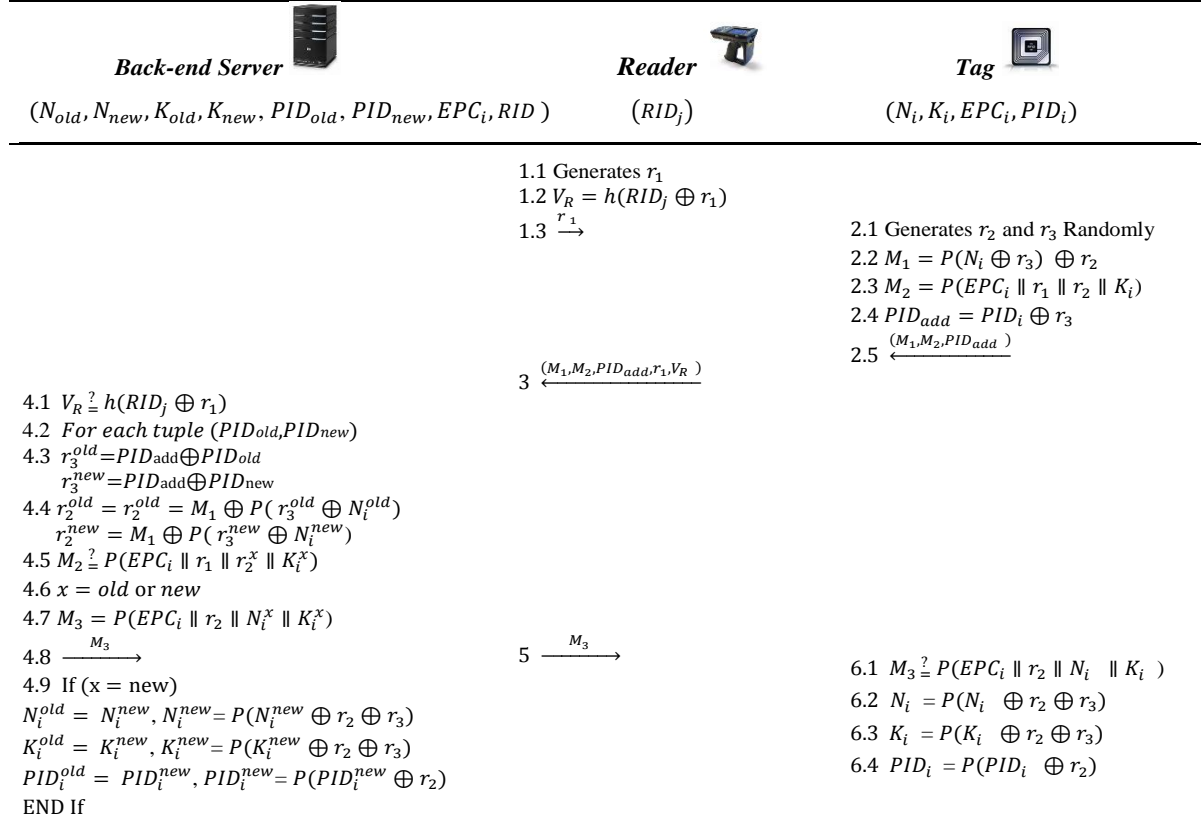 Back-end Server
(N_old, N_new, K_old, K_new, PID_old, PID_new, EPC_i, RID )
Reader
(RID_j)
Tag
(N_i, K_i, EPC_i, PID_i)
1.1 Generates r_1
1.2 V_R = h(RID_j ⊕ r_1)
1.3 r_1 →
2.1 Generates r_2 and r_3 Randomly
2.2 M_1 = P(N_i ⊕ r_3) ⊕ r_2
2.3 M_2 = P(EPC_i ∥ r_1 ∥ r_2 ∥ K_i)
2.4 PID_add = PID_i ⊕ r_3
2.5 (M_1,M_2,PID_add ) ←
3 (M_1,M_2,PID_add,r_1,V_R ) ←
4.1 V_R ≟ h(RID_j ⊕ r_1)
4.2 For each tuple (PID_old,PID_new)
4.3 r_3^old=PID_add⊕PID_old
r_3^new=PID_add⊕PID_new
4.4 r_2^old = r_2^old = M_1 ⊕ P( r_3^old ⊕ N_i^old)
r_2^new = M_1 ⊕ P( r_3^new ⊕ N_i^new)
4.5 M_2 ≟ P(EPC_i ∥ r_1 ∥ r_2^x ∥ K_i^x)
4.6 x = old or new
4.7 M_3 = P(EPC_i ∥ r_2 ∥ N_i^x ∥ K_i^x)
4.8 M_3 →
5 M_3 →
4.9 If (x = new)
N_i^old = N_i^new, N_i^new= P(N_i^new ⊕ r_2 ⊕ r_3)
K_i^old = K_i^new, K_i^new= P(K_i^new ⊕ r_2 ⊕ r_3)
PID_i^old = PID_i^new, PID_i^new= P(PID_i^new ⊕ r_2)
END If
6.1 M_3 ≟ P(EPC_i ∥ r_2 ∥ N_i ∥ K_i )
6.2 N_i = P(N_i ⊕ r_2 ⊕ r_3)
6.3 K_i = P(K_i ⊕ r_2 ⊕ r_3)
6.4 PID_i = P(PID_i ⊕ r_2)